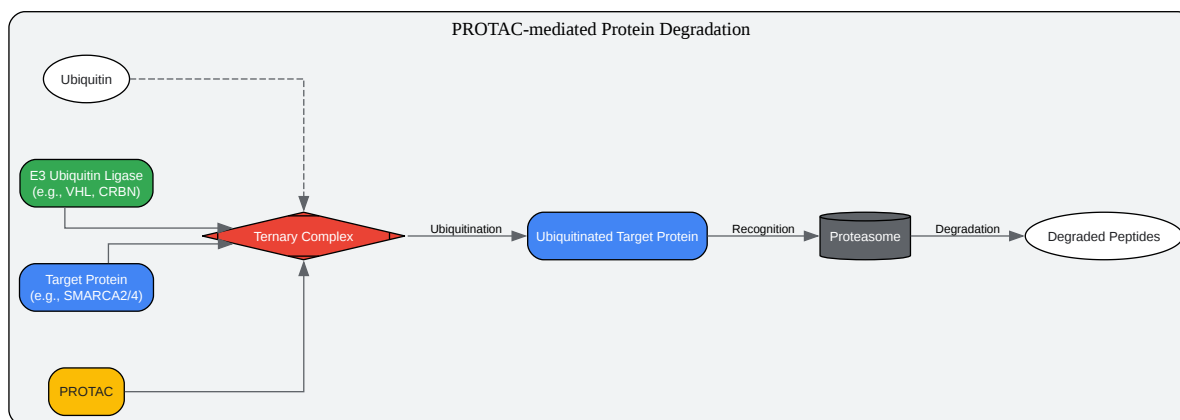 PROTAC-mediated Protein Degradation
Ubiquitin
E3 Ubiquitin Ligase
(e.g., VHL, CRBN)
Target Protein
(e.g., SMARCA2/4)
PROTAC
Ternary Complex
Ubiquitination
Ubiquitinated Target Protein
Recognition
Proteasome
Degradation
Degraded Peptides